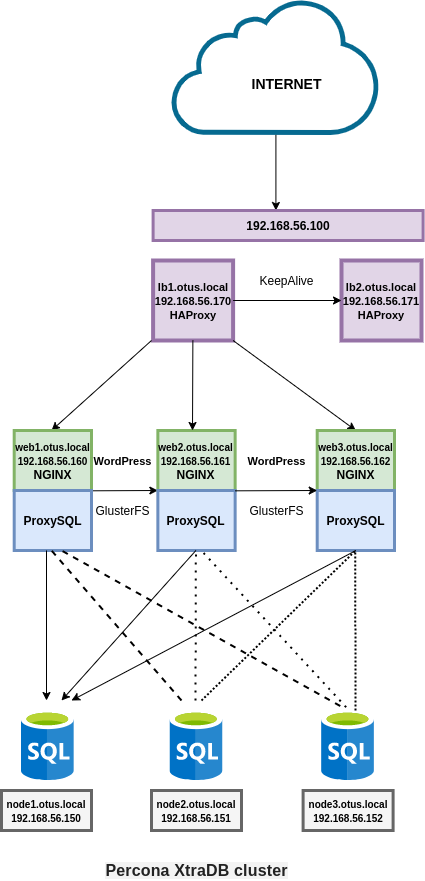 INTERNET
192.168.56.100
lb1.otus.local
192.168.56.170
HAProxy
KeepAlive
lb2.otus.local
192.168.56.171
HAProxy
web1.otus.local
192.168.56.160
NGINX
WordPress
web2.otus.local
192.168.56.161
NGINX
WordPress
web3.otus.local
192.168.56.162
NGINX
ProxySQL
GlusterFS
ProxySQL
GlusterFS
ProxySQL
SQL
SQL
SQL
node1.otus.local
192.168.56.150
node2.otus.local
192.168.56.151
node3.otus.local
192.168.56.152
Percona XtraDB cluster